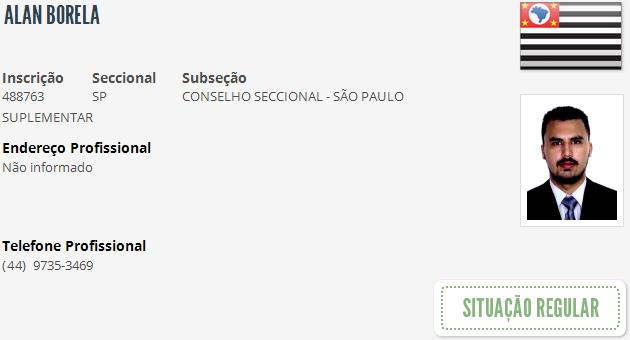 ALAN BORELA
Inscrição Seccional Subseção
488763 SP CONSELHO SECCIONAL - SÃO PAULO
SUPLEMENTAR
Endereço Profissional
Não informado
Telefone Profissional
(44) 9735-3469
SITUAÇÃO REGULAR